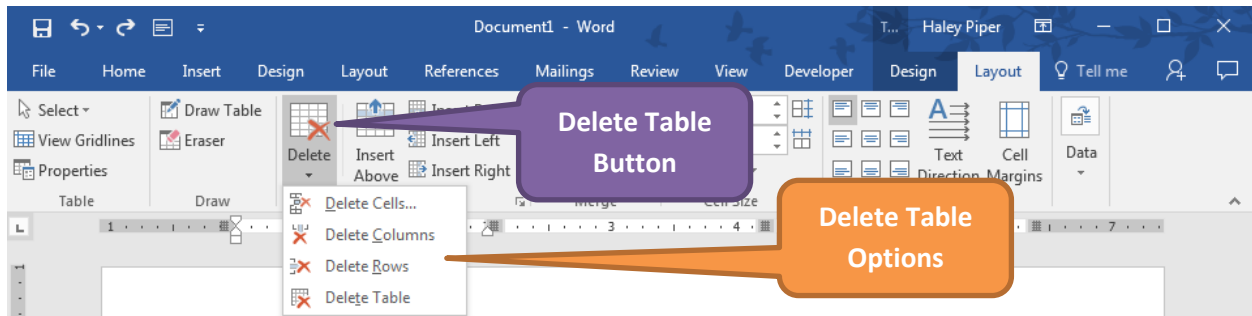 Document1 - Word
T... Haley Piper
File Home Insert Design Layout References Mailings Review View Developer Design Layout Tell me
Select
View Gridlines
Properties
Table
Draw Table
Eraser
Draw
Delete
Insert
Above
Insert Left
Insert Right
Merge
Cell Size
Text
Direction
Cell
Margins
Data
Delete Table
Button
Delete Cells...
Delete Columns
Delete Rows
Delete Table
Delete Table
Options
L 1 3 4 7